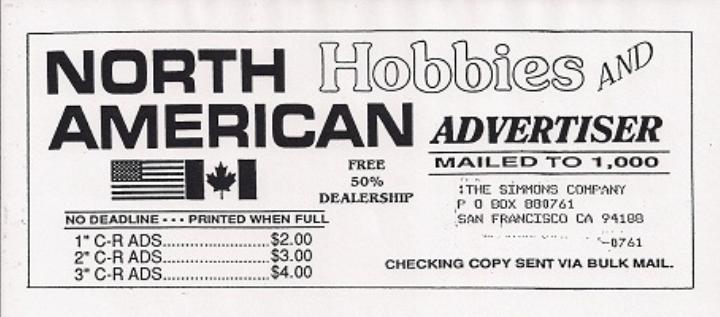 NORTH Hobbies AND
AMERICAN ADVERTISER
MAILED TO 1,000
FREE
50%
DEALERSHIP
NO DEADLINE - - - PRINTED WHEN FULL
1" C-R ADS............................$2.00
2" C-R ADS............................$3.00
3" C-R ADS............................$4.00
:THE SIMMONS COMPANY
P O BOX 880761
SAN FRANCISCO CA 94188
-0761
CHECKING COPY SENT VIA BULK MAIL.